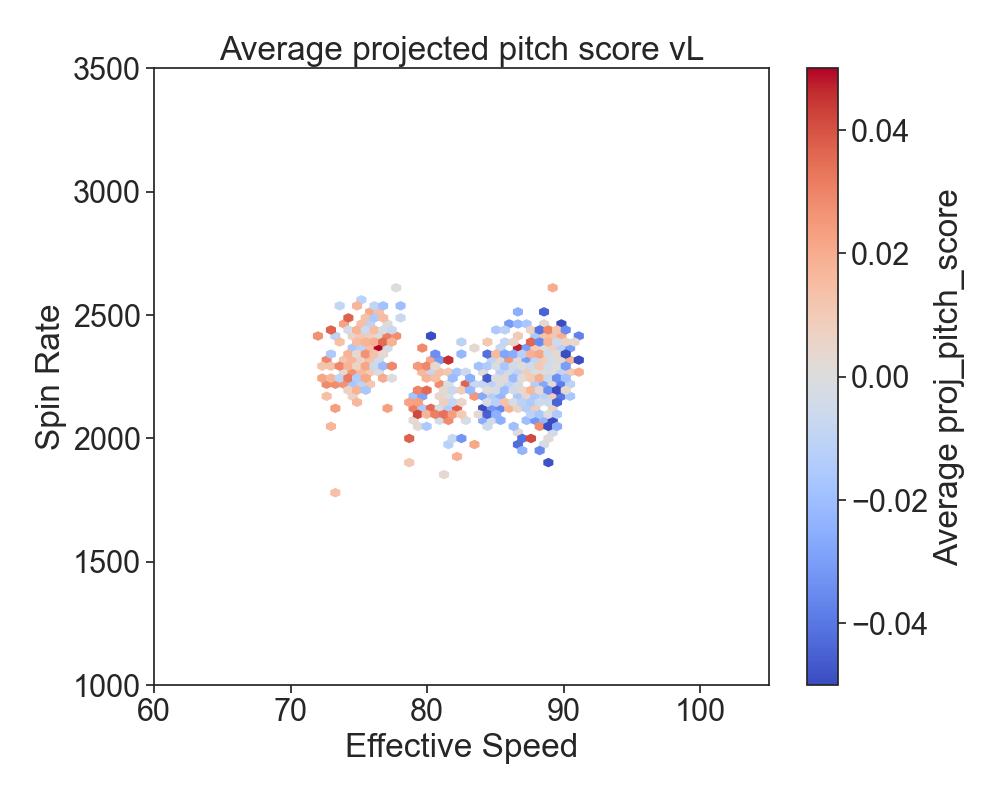 Average projected pitch score vL
3500
3000
2500
2000
1500
1000
Spin Rate
60 70 80 90 100
Effective Speed
0.04
0.02
0.00
−0.02
−0.04
Average proj_pitch_score